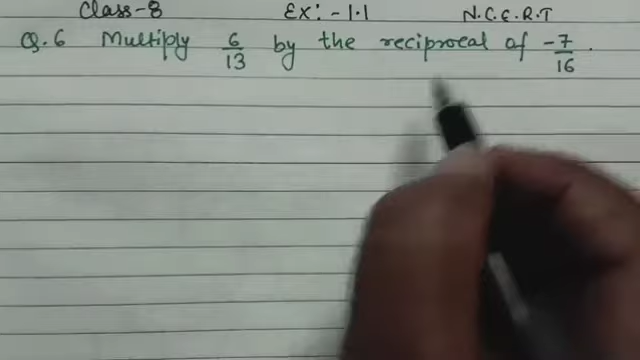 Class-8 Ex:-1.1 N.C.E.R.T
Q.6 Multiply 6/13 by the reciprocal of -7/16.